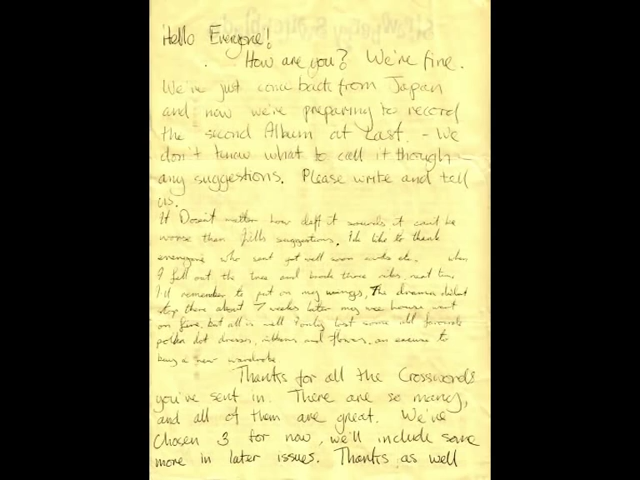 Hello Everyone!
How are you? We're fine.
We've just come back from Japan
and now we're preparing to record
the second Album at Last. - We
don't know what to call it though -
any suggestions. Please write and tell
us.
It Doesn't matter how daft it sounds it can't be
worse than Jill's suggestions. I'd like to thank
everyone who sent get well soon cards etc. when
I fell out the tree and broke three ribs, next time
I'll remember to put on my wings, The drama didnt
stop there about 7 weeks later my house went
on fire, but all is well I only lost some old favourite
polka dot dresses, ribbons and flowers, an excuse to
buy a new wardrobe
Thanks for all the Crosswords
you've sent in. There are so many,
and all of them are great. We've
Chosen 3 for now, we'll include some
more in later issues. Thanks as well